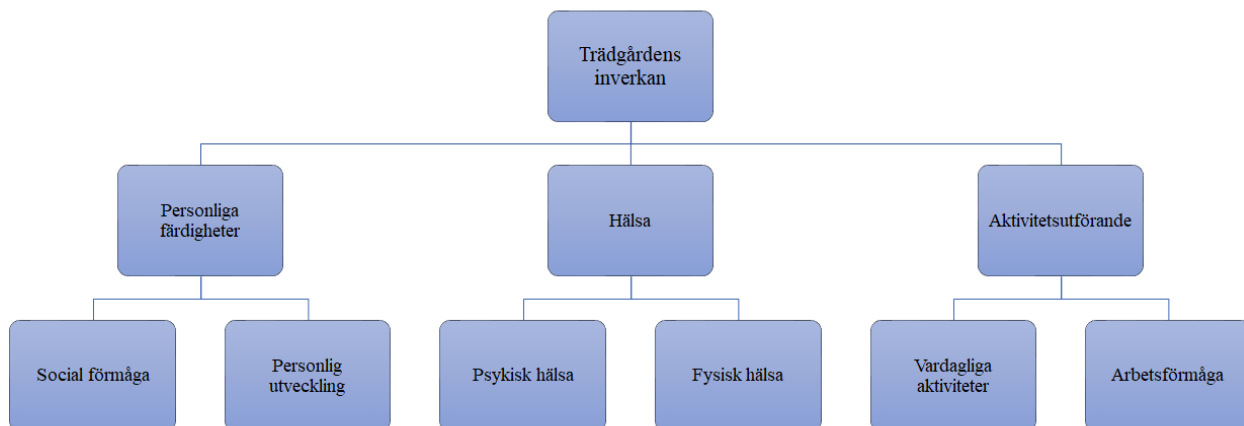 Trädgårdens
inverkan
Personliga
färdigheter
Hälsa
Aktivitetsutförande
Social förmåga
Personlig
utveckling
Psykisk hälsa
Fysisk hälsa
Vardagliga
aktiviteter
Arbetsförmåga